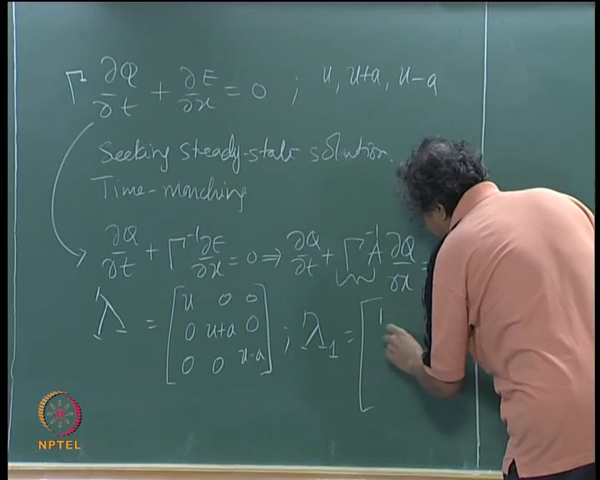 Γ ∂Q/∂t + ∂E/∂x = 0 ; u, u+a, u-a
Seeking steady-state solution.
Time-marching
∂Q/∂t + Γ⁻¹ ∂E/∂x = 0 ⇒ ∂Q/∂t + Γ⁻¹A ∂Q/∂x =
Λ = [u 0 0
0 u+a 0
0 0 u-a] ; Λ₁ = [1
NPTEL